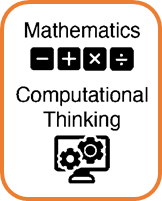 Mathematics
− + × ÷
Computational
Thinking